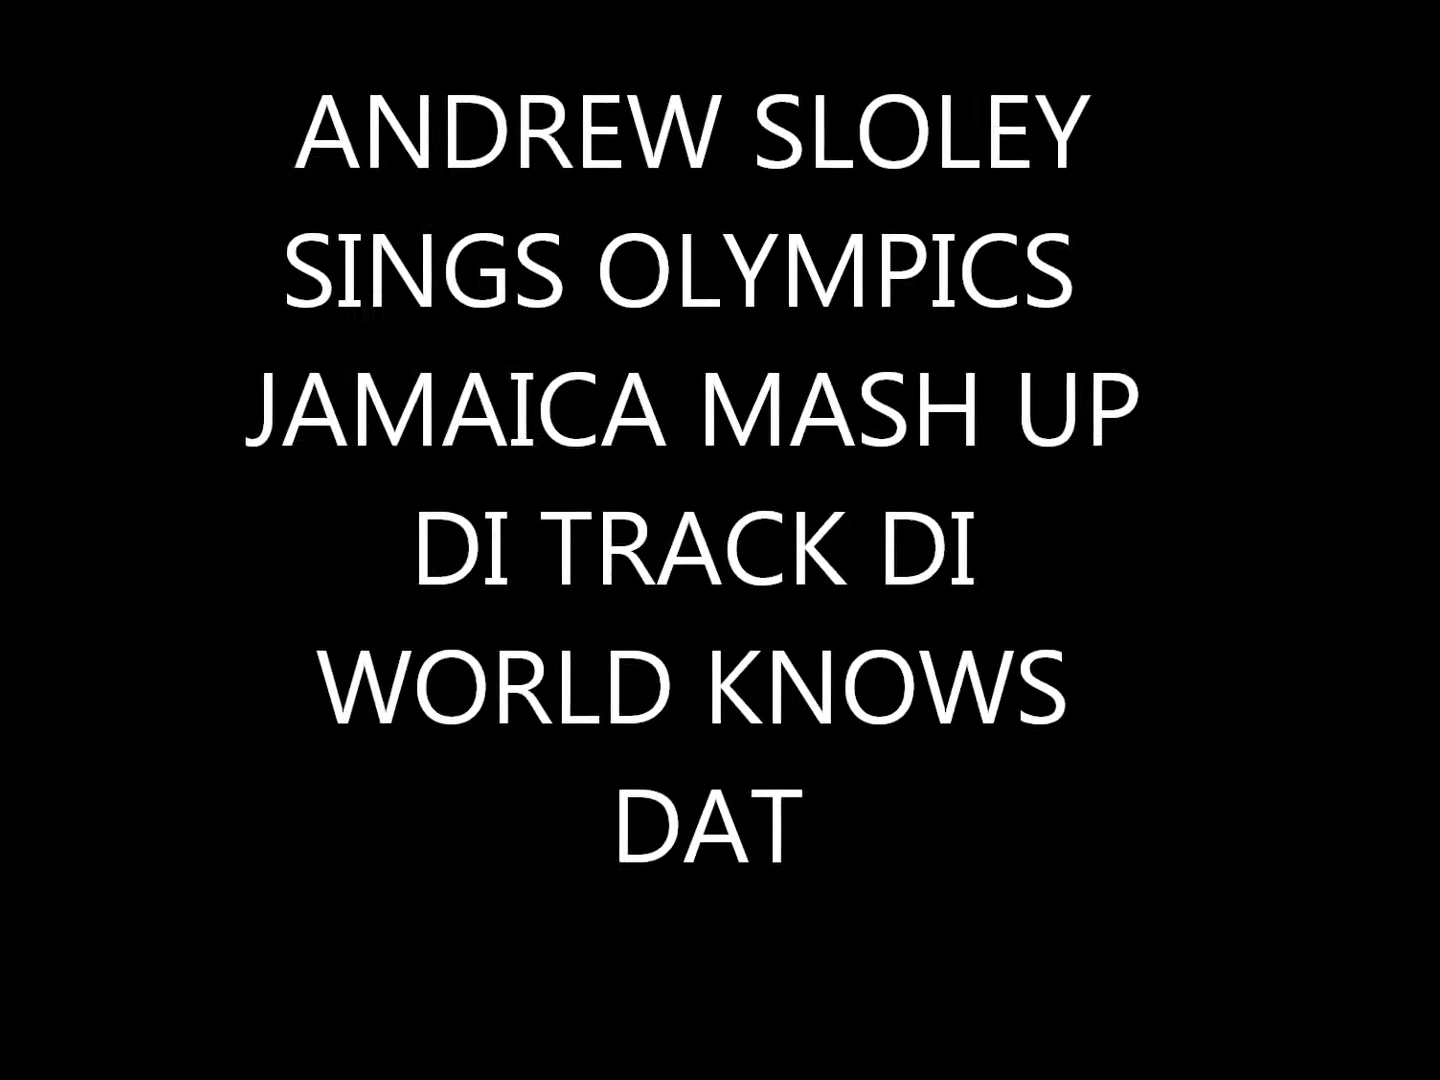 ANDREW SLOLEY
SINGS OLYMPICS
JAMAICA MASH UP
DI TRACK DI
WORLD KNOWS
DAT